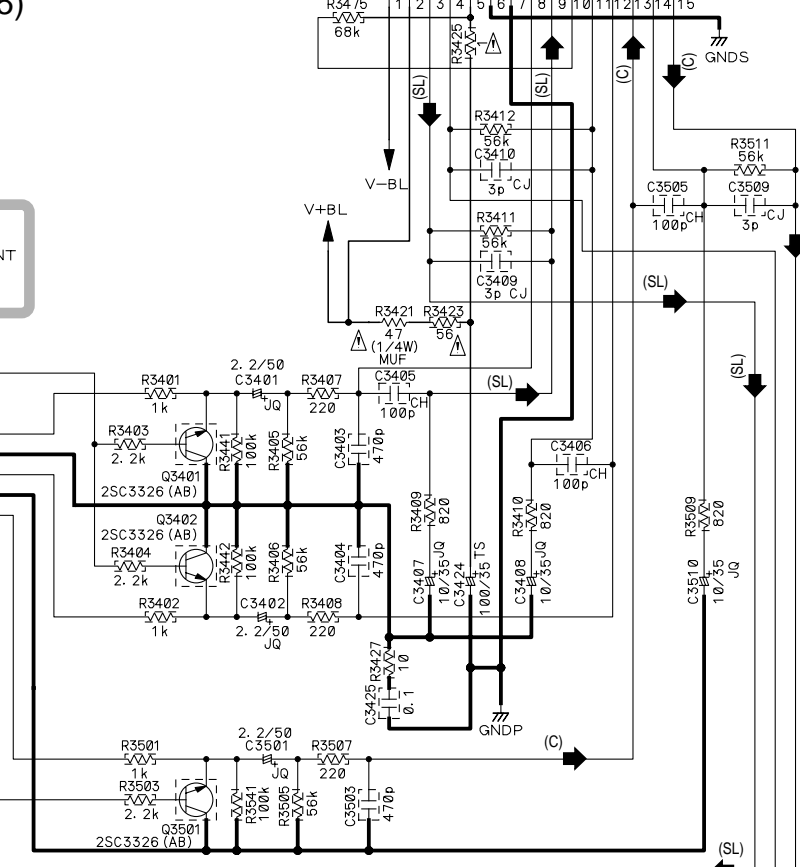 R3475
68k
1 2 3 4 5 6 7 8 9 10 11 12 13 14 15
R3425
1
GNDS
(SL)
(SL)
(C)
(C)
R3412
56k
C3410
3p CJ
R3511
56k
C3505
100p CH
C3509
3p CJ
V-BL
V+BL
R3411
56k
C3409
3p CJ
NT
(SL)
R3421
47
(1/4W)
MUF
R3423
56
(SL)
2.2/50
C3401
JQ
R3401
1k
R3407
220
C3405
100p CH
(SL)
R3403
2.2k
Q3401
2SC3326(AB)
R3441
100k
R3405
56k
C3403
470p
C3406
100p CH
Q3402
2SC3326(AB)
R3404
2.2k
R3442
100k
R3406
56k
C3404
470p
R3409
820
R3410
820
R3509
820
C3407
10/35
JQ
C3424
100/35
TS
C3408
10/35
JQ
C3510
10/35
JQ
R3402
1k
C3402
2.2/50
JQ
R3408
220
R3427
10
C3425
0.1
GNDP
2.2/50
C3501
JQ
R3501
1k
R3507
220
(C)
R3503
2.2k
Q3501
2SC3326(AB)
R3541
100k
R3505
56k
C3503
470p
(SL)